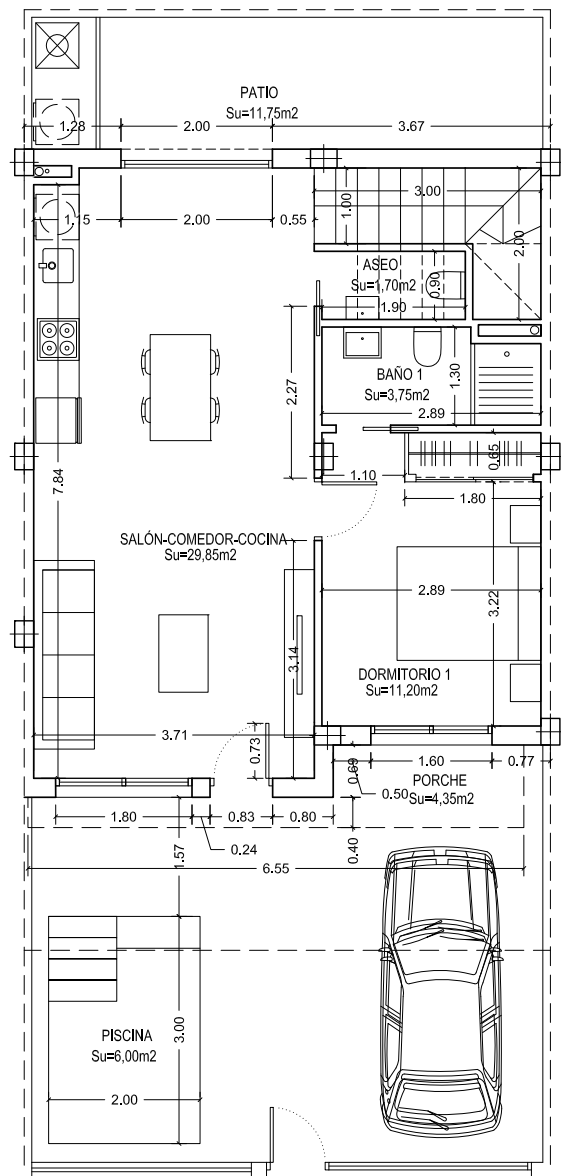 PATIO
Su=11,75m2
1.28
2.00
3.67
3.00
1.00
1.15
2.00
0.55
2.00
ASEO
Su=1,70m2
0.90
1.90
BAÑO 1
Su=3,75m2
1.30
2.89
2.27
0.65
1.10
1.80
7.84
SALÓN-COMEDOR-COCINA
Su=29,85m2
2.89
3.22
3.14
DORMITORIO 1
Su=11,20m2
3.71
0.73
0.69
1.60
0.77
PORCHE
Su=4,35m2
0.50
1.80
0.83
0.80
0.24
0.40
1.57
6.55
PISCINA
Su=6,00m2
3.00
2.00